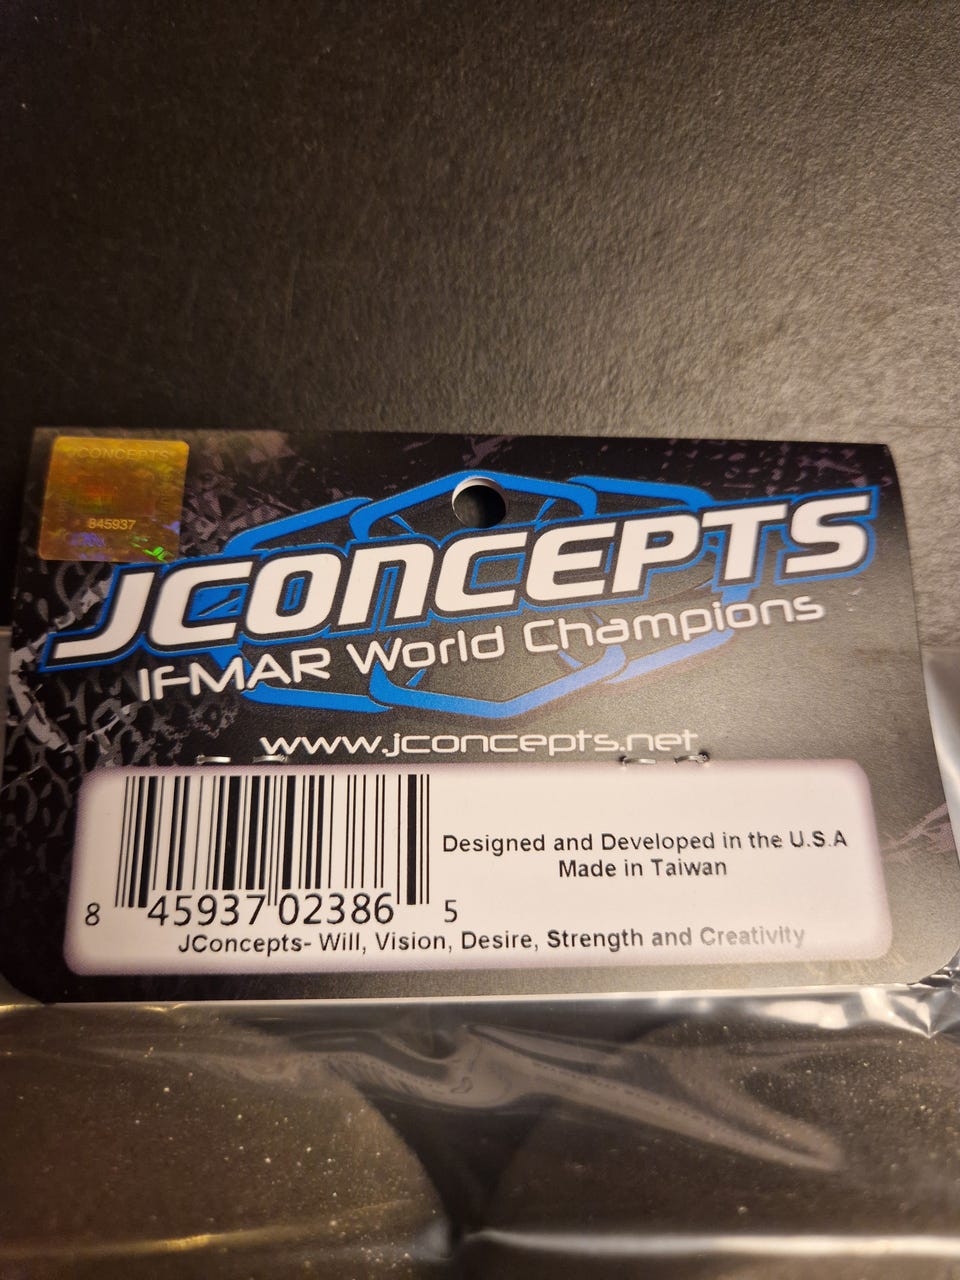 JCONCEPTS
845937
JCONCEPTS
IFMAR World Champions
www.jconcepts.net
Designed and Developed in the U.S.A
Made in Taiwan
8 45937 02386 5
JConcepts- Will, Vision, Desire, Strength and Creativity